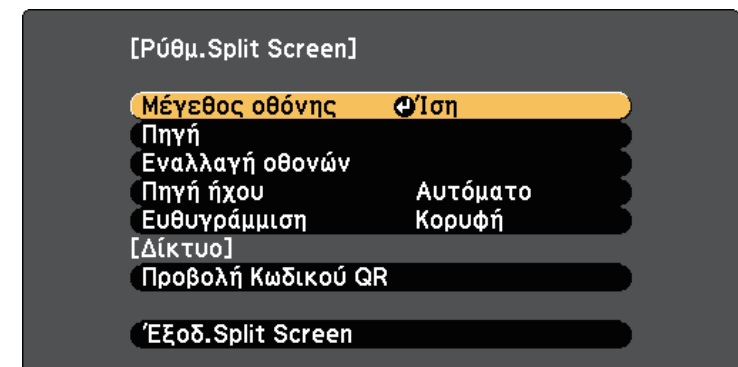 [Ρύθμ.Split Screen]
Μέγεθος οθόνης Ίση
Πηγή
Εναλλαγή οθονών
Πηγή ήχου Αυτόματο
Ευθυγράμμιση Κορυφή
[Δίκτυο]
Προβολή Κωδικού QR
Έξοδ.Split Screen